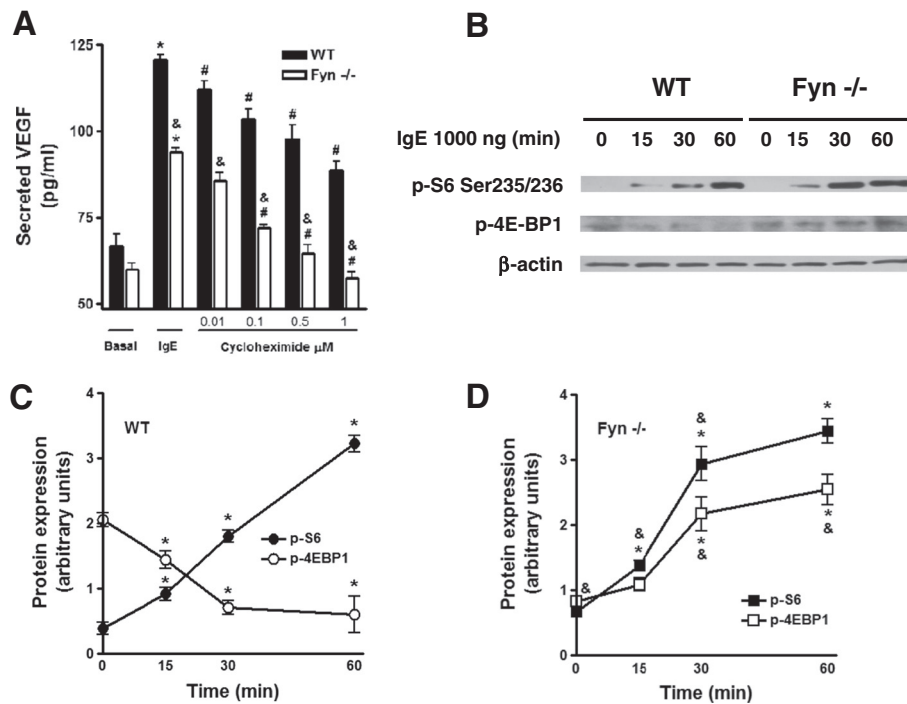 A
125
100
75
50
Secreted VEGF
(pg/ml)
WT
Fyn -/-
* & * # & # & # # & # # & #
0.01 0.1 0.5 1
Basal IgE Cycloheximide µM
B
WT Fyn -/-
IgE 1000 ng (min) 0 15 30 60 0 15 30 60
p-S6 Ser235/236
p-4E-BP1
β-actin
C
WT
4
3
2
1
0
Protein expression
(arbitrary units)
* * * * * *
p-S6
p-4EBP1
0 15 30 60
Time (min)
D
Fyn -/-
4
3
2
1
0
Protein expression
(arbitrary units)
& & * & * * & * & * &
p-S6
p-4EBP1
0 15 30 60
Time (min)